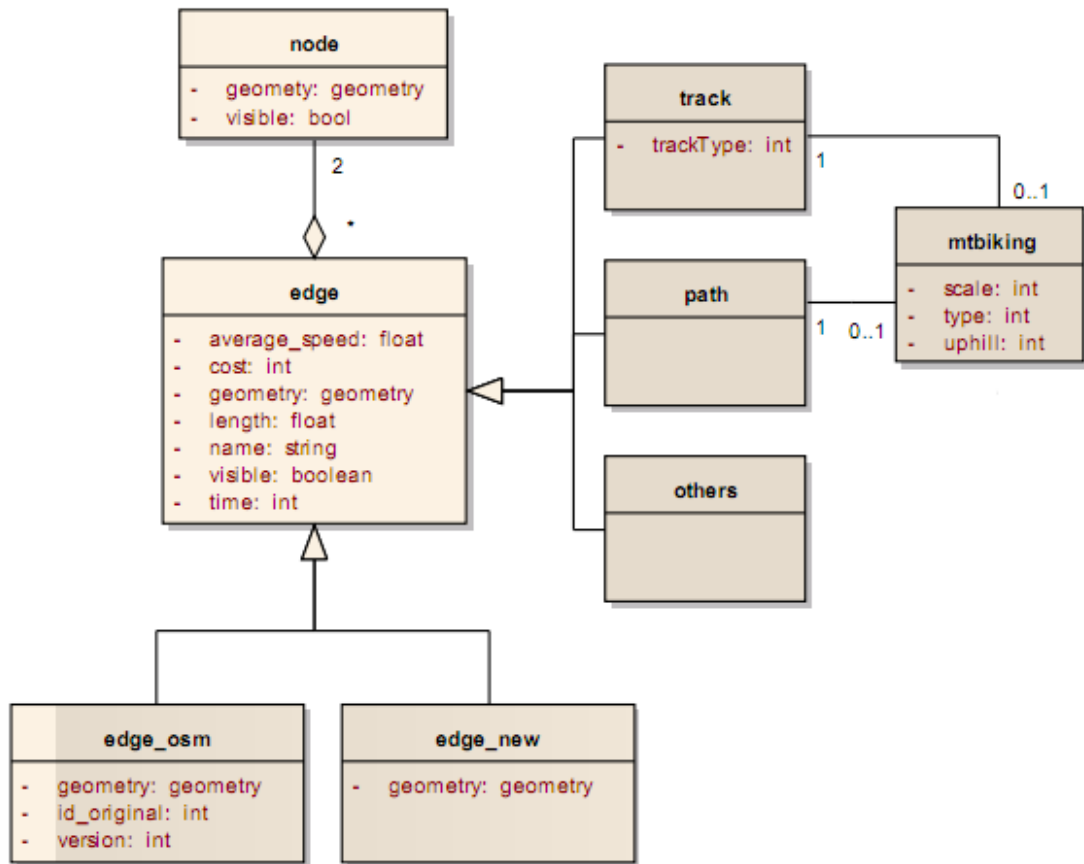 node
- geomety: geometry
- visible: bool
2
*
edge
- average_speed: float
- cost: int
- geometry: geometry
- length: float
- name: string
- visible: boolean
- time: int
track
- trackType: int
1
0..1
mtbiking
- scale: int
- type: int
- uphill: int
path
1
0..1
others
edge_osm
- geometry: geometry
- id_original: int
- version: int
edge_new
- geometry: geometry